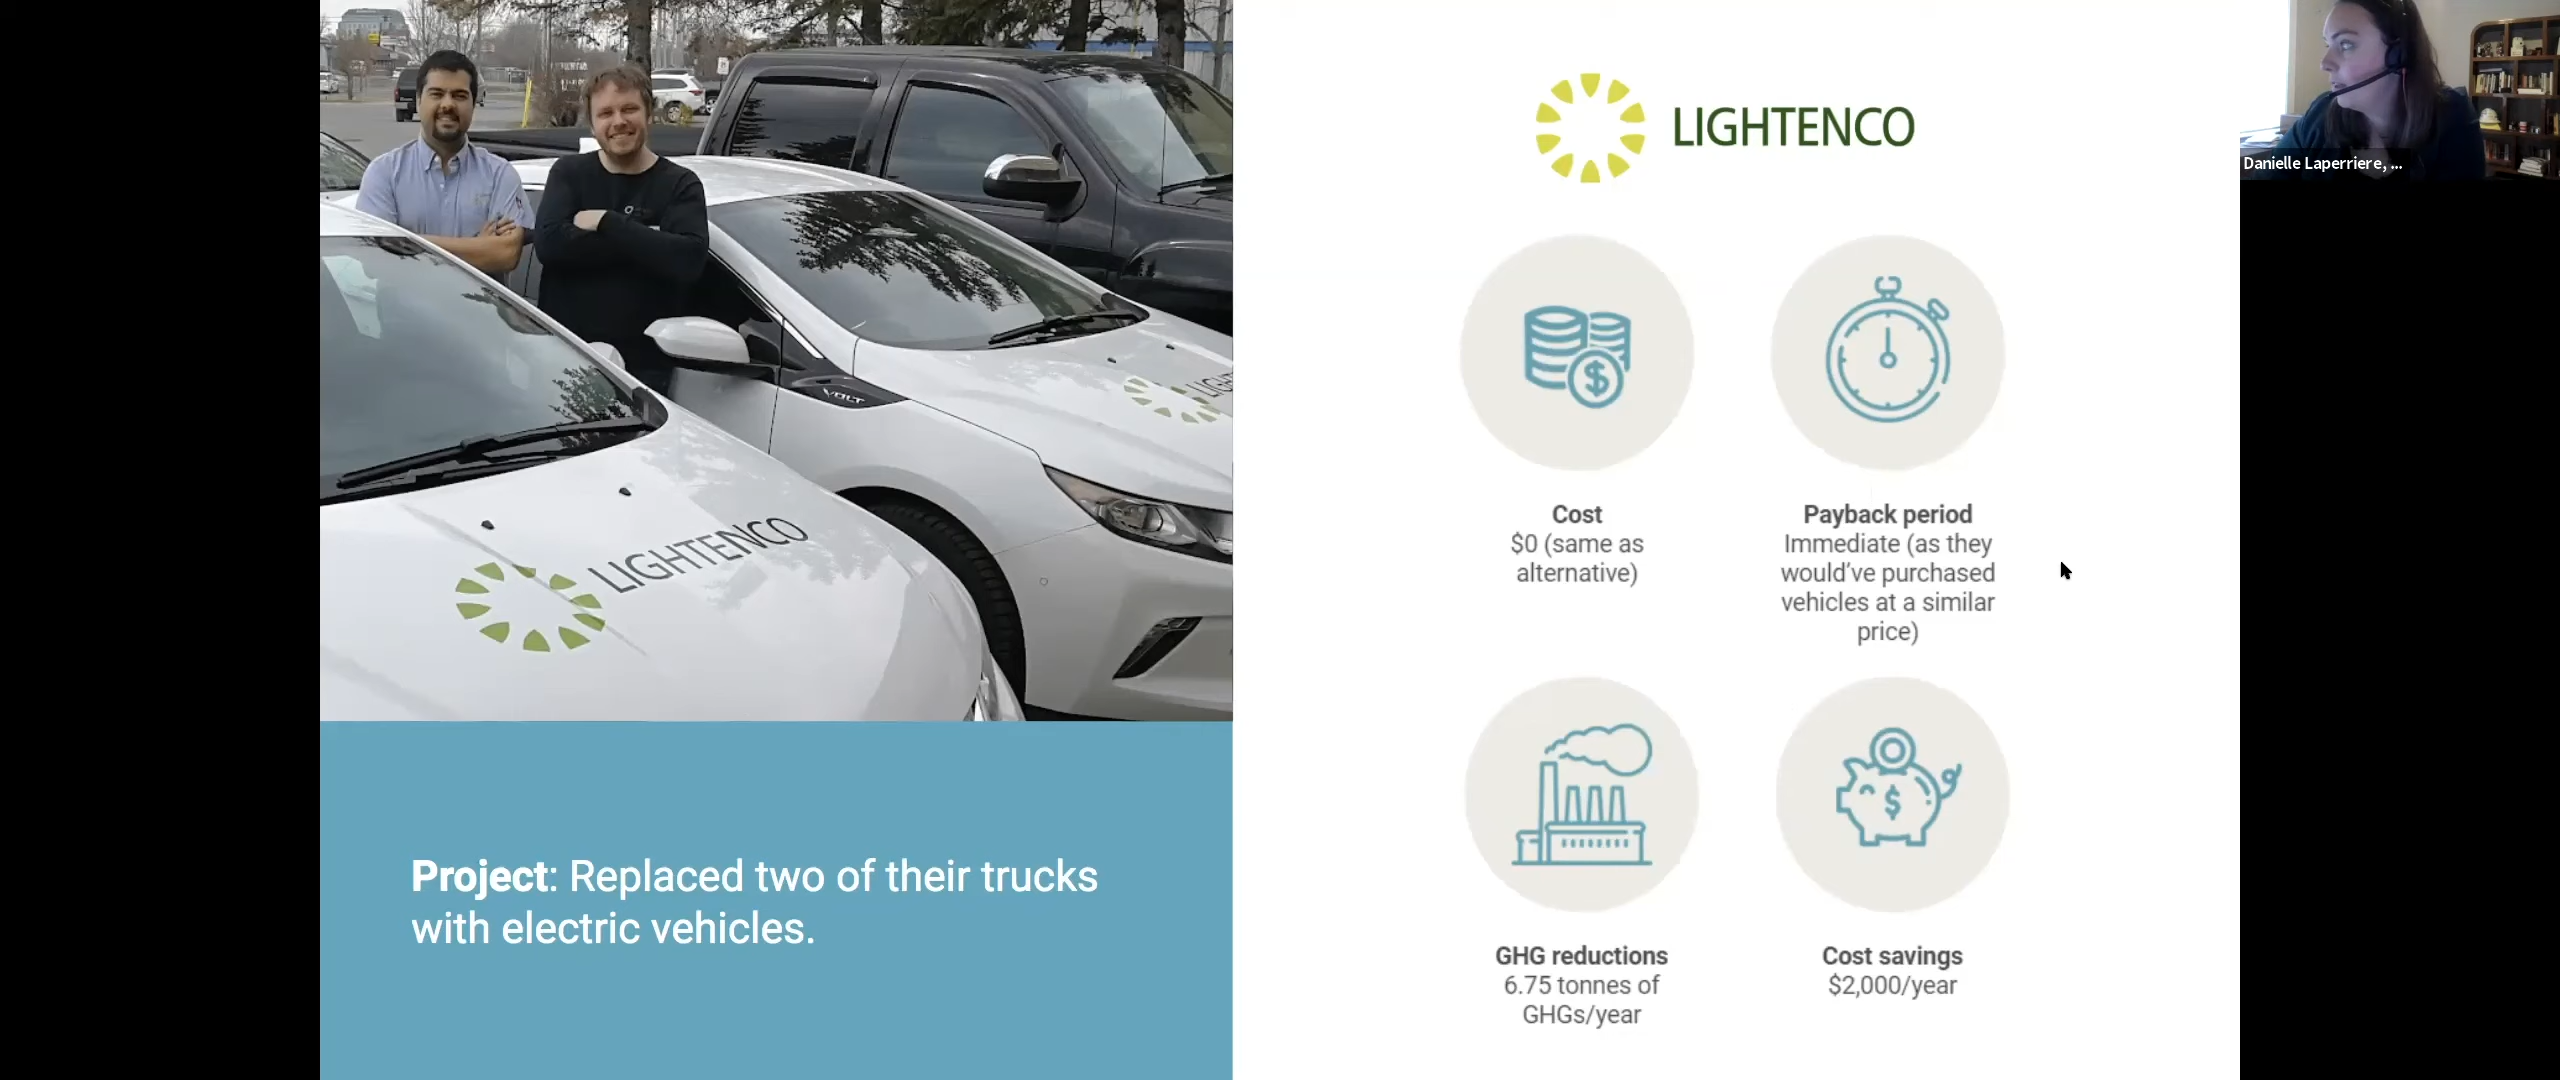 LIGHTENCO
Danielle Laperriere, ...
VOLT
LIGHTENCO
Cost
$0 (same as
alternative)
Payback period
Immediate (as they
would've purchased
vehicles at a similar
price)
Project: Replaced two of their trucks
with electric vehicles.
GHG reductions
6.75 tonnes of
GHGs/year
Cost savings
$2,000/year